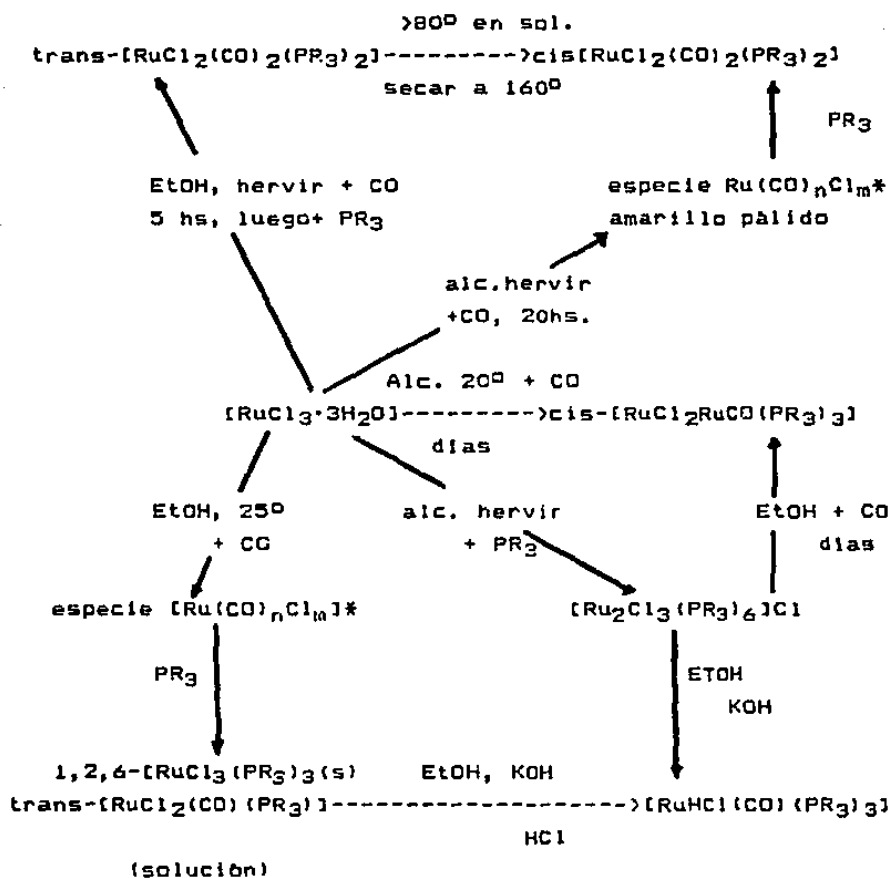 >80º en sol.
trans-[RuCl₂(CO)₂(PR₃)₂]-------->cis[RuCl₂(CO)₂(PR₃)₂]
secar a 160º
PR₃
EtOH, hervir + CO
5 hs, luego+ PR₃
especie Ru(CO)ₙClₘ*
amarillo pàlido
alc.hervir
+CO, 20hs.
Alc. 20º + CO
[RuCl₃·3H₂O]--------->cis-[RuCl₂RuCO(PR₃)₃]
días
EtOH, 25º
+ CO
alc. hervir
+ PR₃
EtOH + CO
dias
especie [Ru(CO)ₙClₘ]*
[Ru₂Cl₃(PR₃)₆]Cl
PR₃
ETOH
KOH
1,2,6-[RuCl₃(PR₃)₃(s)
EtOH, KOH
trans-[RuCl₂(CO)(PR₃)]-------------------->[RuHCl(CO)(PR₃)₃]
HCl
(soluciòn)